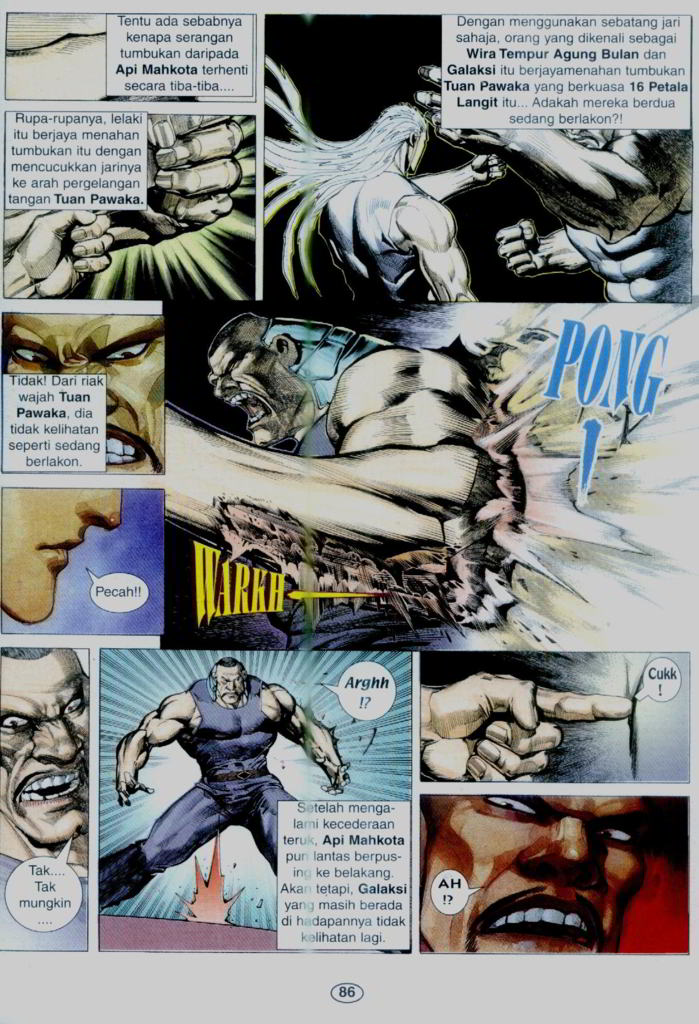 Tentu ada sebabnya
kenapa serangan
tumbukan daripada
Api Mahkota terhenti
secara tiba-tiba....
Dengan menggunakan sebatang jari
sahaja, orang yang dikenali sebagai
Wira Tempur Agung Bulan dan
Galaksi itu berjayamenahan tumbukan
Tuan Pawaka yang berkuasa 16 Petala
Langit itu... Adakah mereka berdua
sedang berlakon?!
Rupa-rupanya, lelaki
itu berjaya menahan
tumbukan itu dengan
mencucukkan jarinya
ke arah pergelangan
tangan Tuan Pawaka.
Tidak! Dari riak
wajah Tuan
Pawaka, dia
tidak kelihatan
seperti sedang
berlakon.
PONG
!
Pecah!!
WARKH
Tak....
Tak
mungkin
....
Arghh
!?
Setelah menga-
lami kecederaan
teruk, Api Mahkota
pun lantas berpus-
ing ke belakang.
Akan tetapi, Galaksi
yang masih berada
di hadapannya tidak
kelihatan lagi.
Cukk
!
AH
!?
86